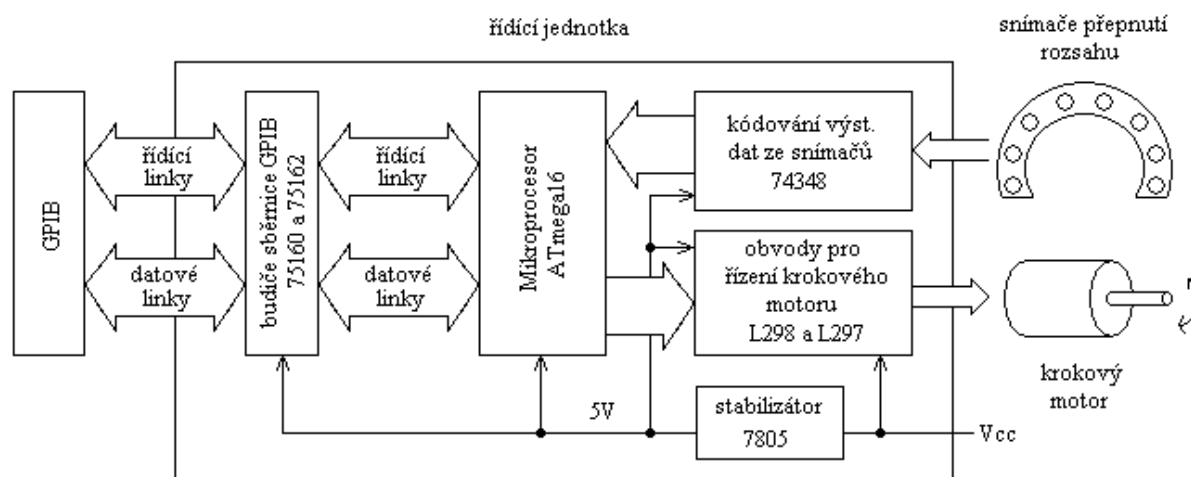 řídící jednotka
snímače přepnutí
rozsahu
GPIB
řídící
linky
datové
linky
budiče sběrnice GPIB
75160 a 75162
řídící
linky
datové
linky
Mikroprocesor
ATmega16
kódování výst.
dat ze snímačů
74348
obvody pro
řízení krokového
motoru
L298 a L297
krokový
motor
5V
stabilizátor
7805
Vcc